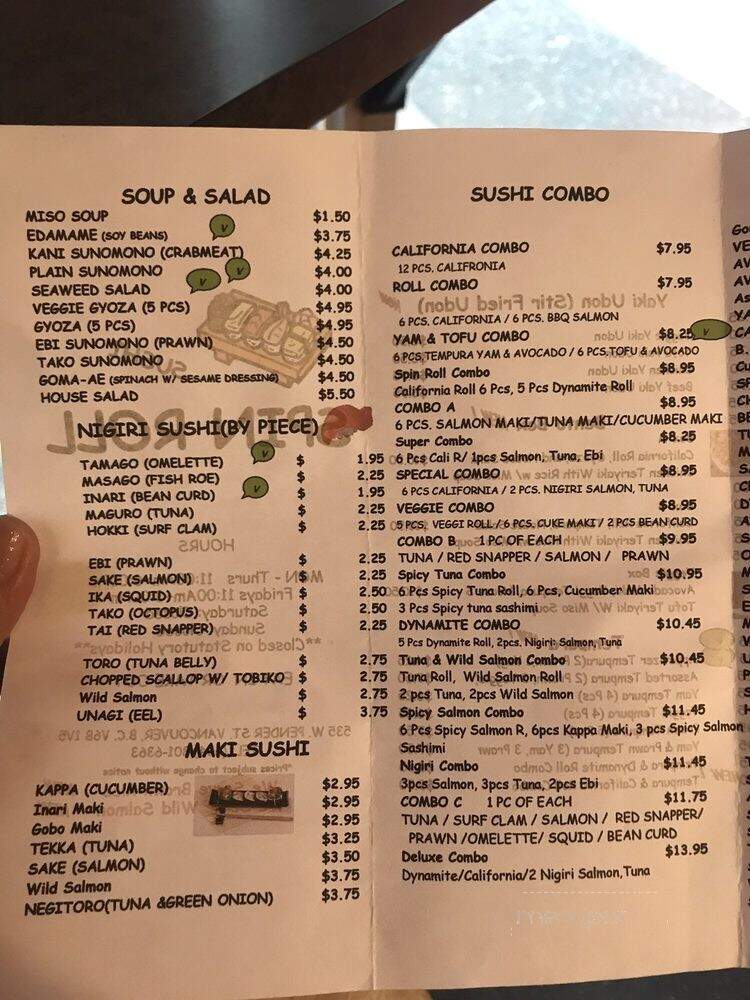 SOUP & SALAD
MISO SOUP $1.50
EDAMAME (SOY BEANS) V $3.75
KANI SUNOMONO (CRABMEAT) $4.25
PLAIN SUNOMONO V $4.00
SEAWEED SALAD V $4.00
VEGGIE GYOZA (5 PCS) $4.95
GYOZA (5 PCS) $4.95
EBI SUNOMONO (PRAWN) $4.50
TAKO SUNOMONO $4.50
GOMA-AE (SPINACH W/ SESAME DRESSING) $4.50
HOUSE SALAD $5.50
NIGIRI SUSHI(BY PIECE)
TAMAGO (OMELETTE) V $ 1.95
MASAGO (FISH ROE) $ 2.25
INARI (BEAN CURD) V $ 1.95
MAGURO (TUNA) $ 2.25
HOKKI (SURF CLAM) $ 2.25
EBI (PRAWN) $ 2.25
SAKE (SALMON) $ 2.25
IKA (SQUID) $ 2.50
TAKO (OCTOPUS) $ 2.50
TAI (RED SNAPPER) $ 2.25
TORO (TUNA BELLY) $ 2.75
CHOPPED SCALLOP W/ TOBIKO $ 2.75
Wild Salmon $ 2.75
UNAGI (EEL) $ 3.75
MAKI SUSHI
KAPPA (CUCUMBER) $2.95
Inari Maki $2.95
Gobo Maki $2.95
TEKKA (TUNA) $3.25
SAKE (SALMON) $3.50
Wild Salmon $3.75
NEGITORO(TUNA &GREEN ONION) $3.75
SUSHI COMBO
CALIFORNIA COMBO $7.95
12 PCS. CALIFRONIA
ROLL COMBO $7.95
6 PCS. CALIFORNIA / 6 PCS. BBQ SALMON
YAM & TOFU COMBO $8.25 V
6 PCS.TEMPURA YAM & AVOCADO / 6 PCS.TOFU & AVOCADO
Spin Roll Combo $8.95
California Roll 6 Pcs, 5 Pcs Dynamite Roll
COMBO A $8.95
6 PCS. SALMON MAKI/TUNA MAKI/CUCUMBER MAKI
Super Combo $8.25
6 Pcs Cali R/ 1pcs Salmon, Tuna, Ebi
SPECIAL COMBO $8.95
6 PCS CALIFORNIA / 2 PCS. NIGIRI SALMON, TUNA
VEGGIE COMBO $8.95
5 PCS. VEGGI ROLL / 6 PCS. CUKE MAKI / 2 PCS BEAN CURD
COMBO B 1 PC OF EACH $9.95
TUNA / RED SNAPPER / SALMON / PRAWN
Spicy Tuna Combo $10.95
6 Pcs Spicy Tuna Roll, 6 Pcs, Cucumber Maki
3 Pcs Spicy tuna sashimi
DYNAMITE COMBO $10.45
5 Pcs Dynamite Roll, 2pcs. Nigiri: Salmon, Tuna
Tuna & Wild Salmon Combo $10.45
Tuna Roll, Wild Salmon Roll
2 pcs Tuna, 2pcs Wild Salmon
Spicy Salmon Combo $11.45
6 Pcs Spicy Salmon R, 6pcs Kappa Maki, 3 pcs Spicy Salmon
Sashimi
Nigiri Combo $11.45
3pcs Salmon, 3pcs Tuna, 2pcs Ebi
COMBO C 1 PC OF EACH $11.75
TUNA / SURF CLAM / SALMON / RED SNAPPER/
PRAWN /OMELETTE/ SQUID / BEAN CURD
Deluxe Combo $13.95
Dynamite/California/2 Nigiri Salmon,Tuna